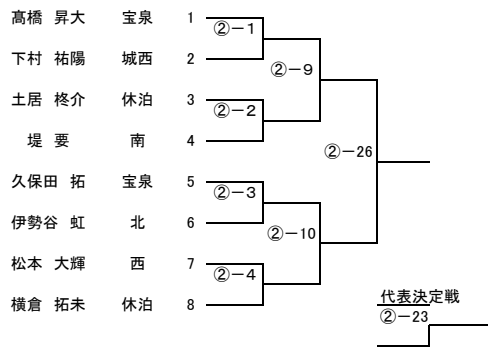 髙橋 昇大 宝泉 1
②-1
下村 祐陽 城西 2
②-9
土居 柊介 休泊 3
②-2
堤 要 南 4
②-26
久保田 拓 宝泉 5
②-3
伊勢谷 虹 北 6
②-10
松本 大輝 西 7
②-4
横倉 拓未 休泊 8
代表決定戦
②-23